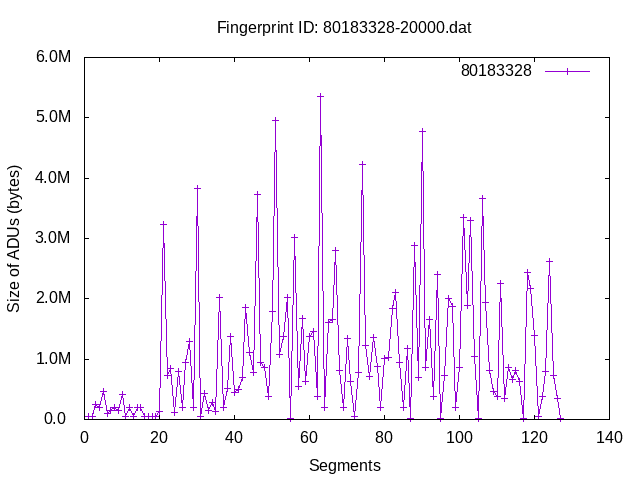 Fingerprint ID: 80183328-20000.dat
80183328
Size of ADUs (bytes)
6.0M
5.0M
4.0M
3.0M
2.0M
1.0M
0.0
0 20 40 60 80 100 120 140
Segments